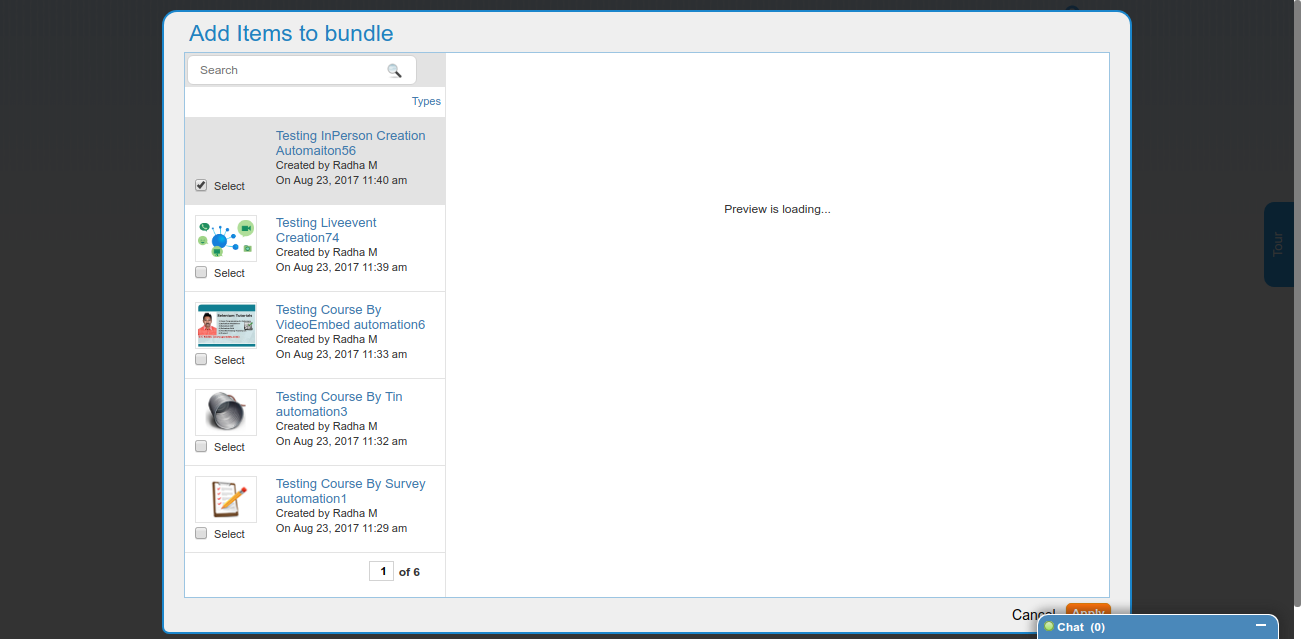 Add Items to bundle
Search
Types
Testing InPerson Creation
Automaiton56
Created by Radha M
On Aug 23, 2017 11:40 am
Select
Testing Liveevent
Creation74
Created by Radha M
On Aug 23, 2017 11:39 am
Select
Selenium Tutorials
Testing Course By
VideoEmbed automation6
Created by Radha M
On Aug 23, 2017 11:33 am
Select
Testing Course By Tin
automation3
Created by Radha M
On Aug 23, 2017 11:32 am
Select
Testing Course By Survey
automation1
Created by Radha M
On Aug 23, 2017 11:29 am
Select
1 of 6
Preview is loading...
Tour
Cancel Apply
Chat (0)